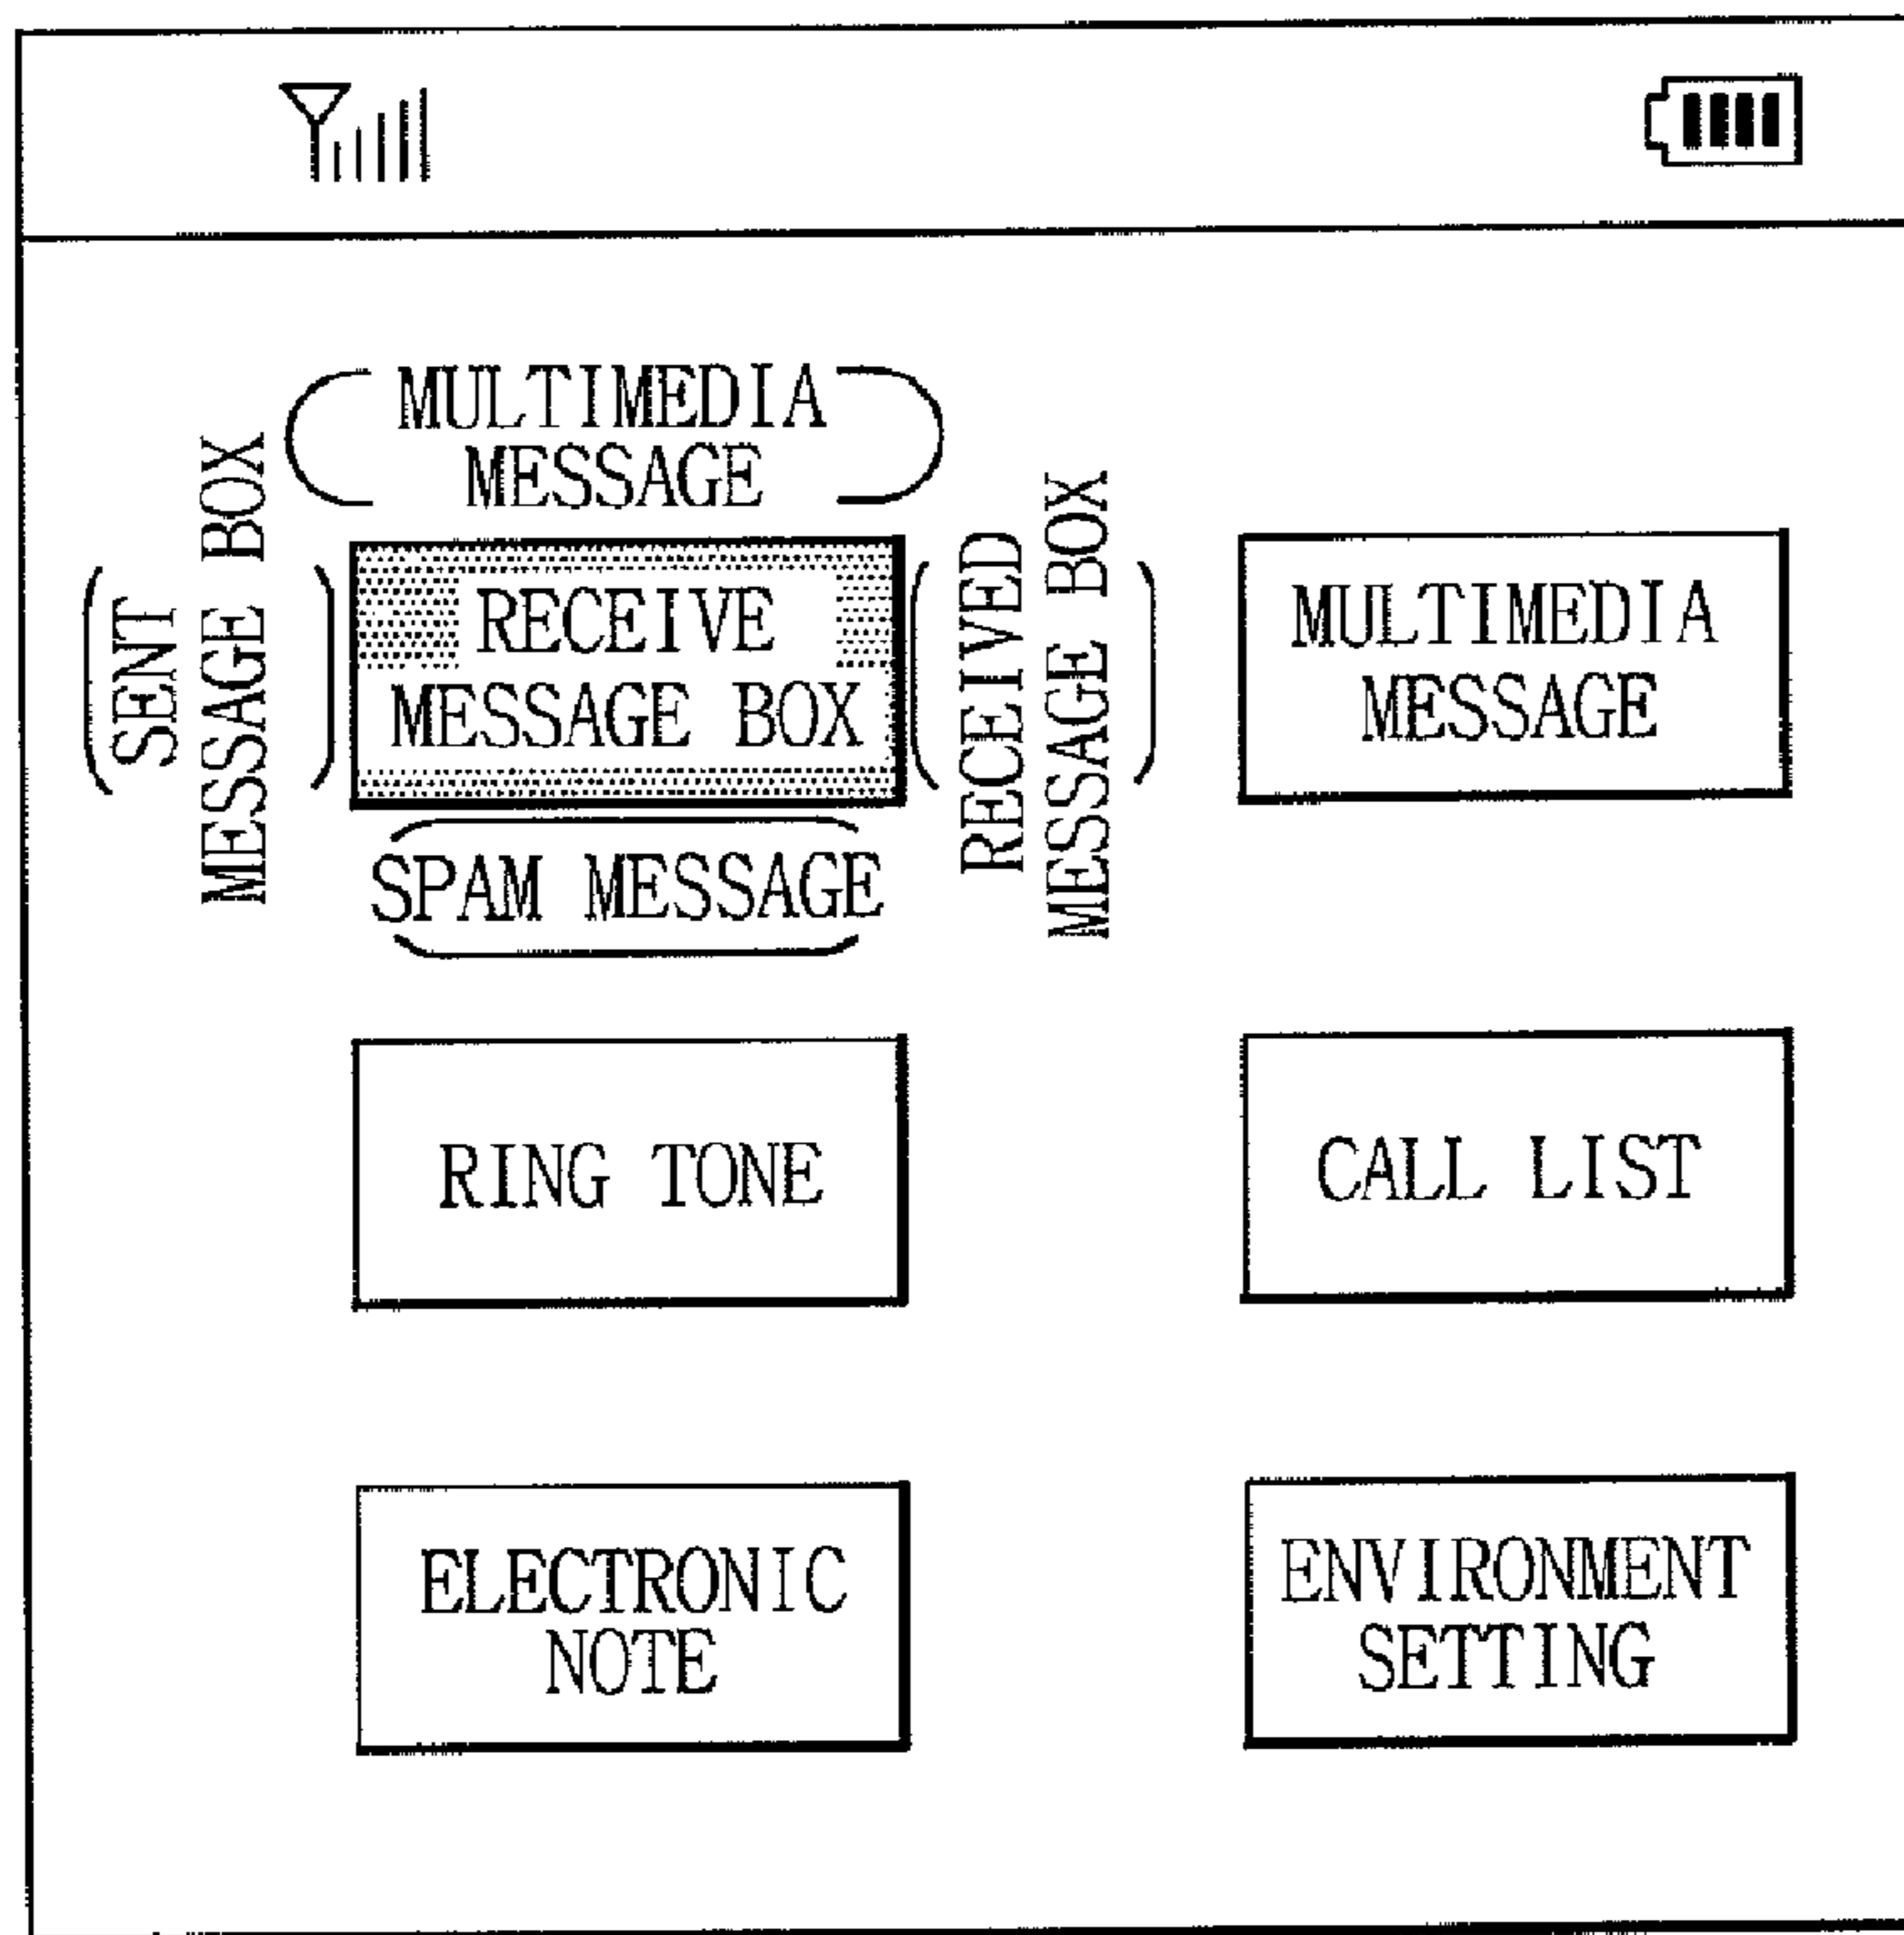 MULTIMEDIA
MESSAGE
SENT
MESSAGE BOX
RECEIVE
MESSAGE BOX
RECEIVED
MESSAGE BOX
SPAM MESSAGE
MULTIMEDIA
MESSAGE
RING TONE
CALL LIST
ELECTRONIC
NOTE
ENVIRONMENT
SETTING